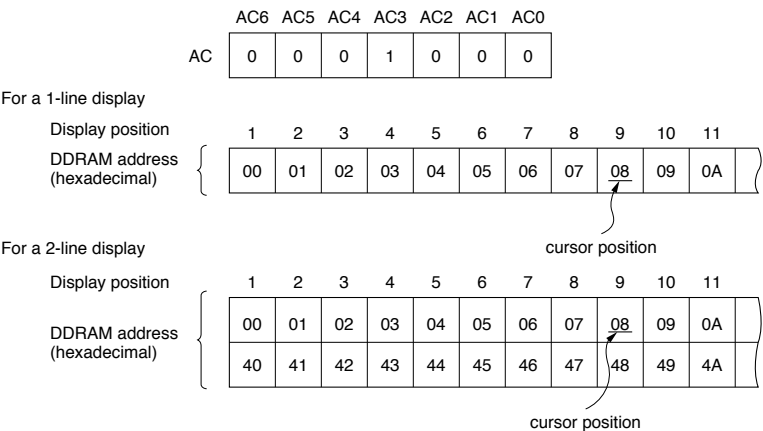 AC6 AC5 AC4 AC3 AC2 AC1 AC0
AC 0 0 0 1 0 0 0
For a 1-line display
Display position 1 2 3 4 5 6 7 8 9 10 11
DDRAM address
(hexadecimal)
00 01 02 03 04 05 06 07 08 09 0A
cursor position
For a 2-line display
Display position 1 2 3 4 5 6 7 8 9 10 11
DDRAM address
(hexadecimal)
00 01 02 03 04 05 06 07 08 09 0A
40 41 42 43 44 45 46 47 48 49 4A
cursor position